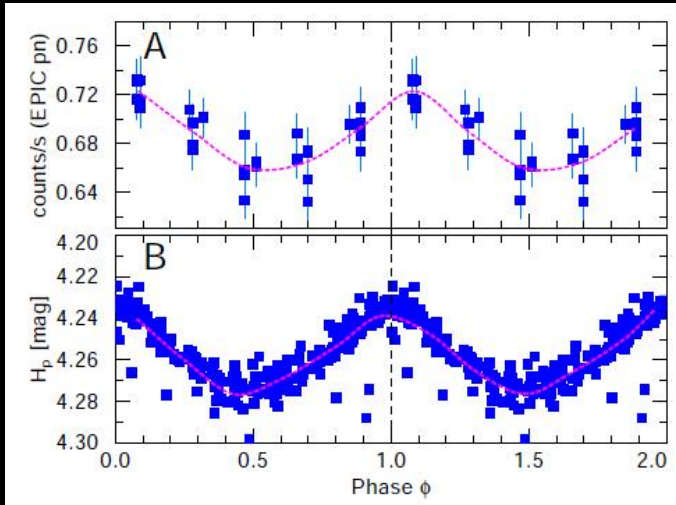 A
counts/s (EPIC pn)
0.76
0.72
0.68
0.64
B
Hp [mag]
4.20
4.22
4.24
4.26
4.28
4.30
0.0 0.5 1.0 1.5 2.0
Phase ϕ